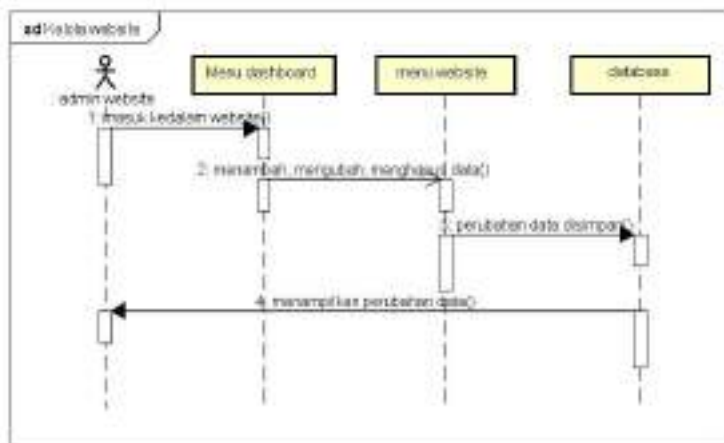 sd Kelola website
Menu dashboard
menu website
database
admin website
1: masuk kedalam website()
2: menambah, mengubah, menghapus data()
3: perubahan data disimpan()
4: menampilkan perubahan data()